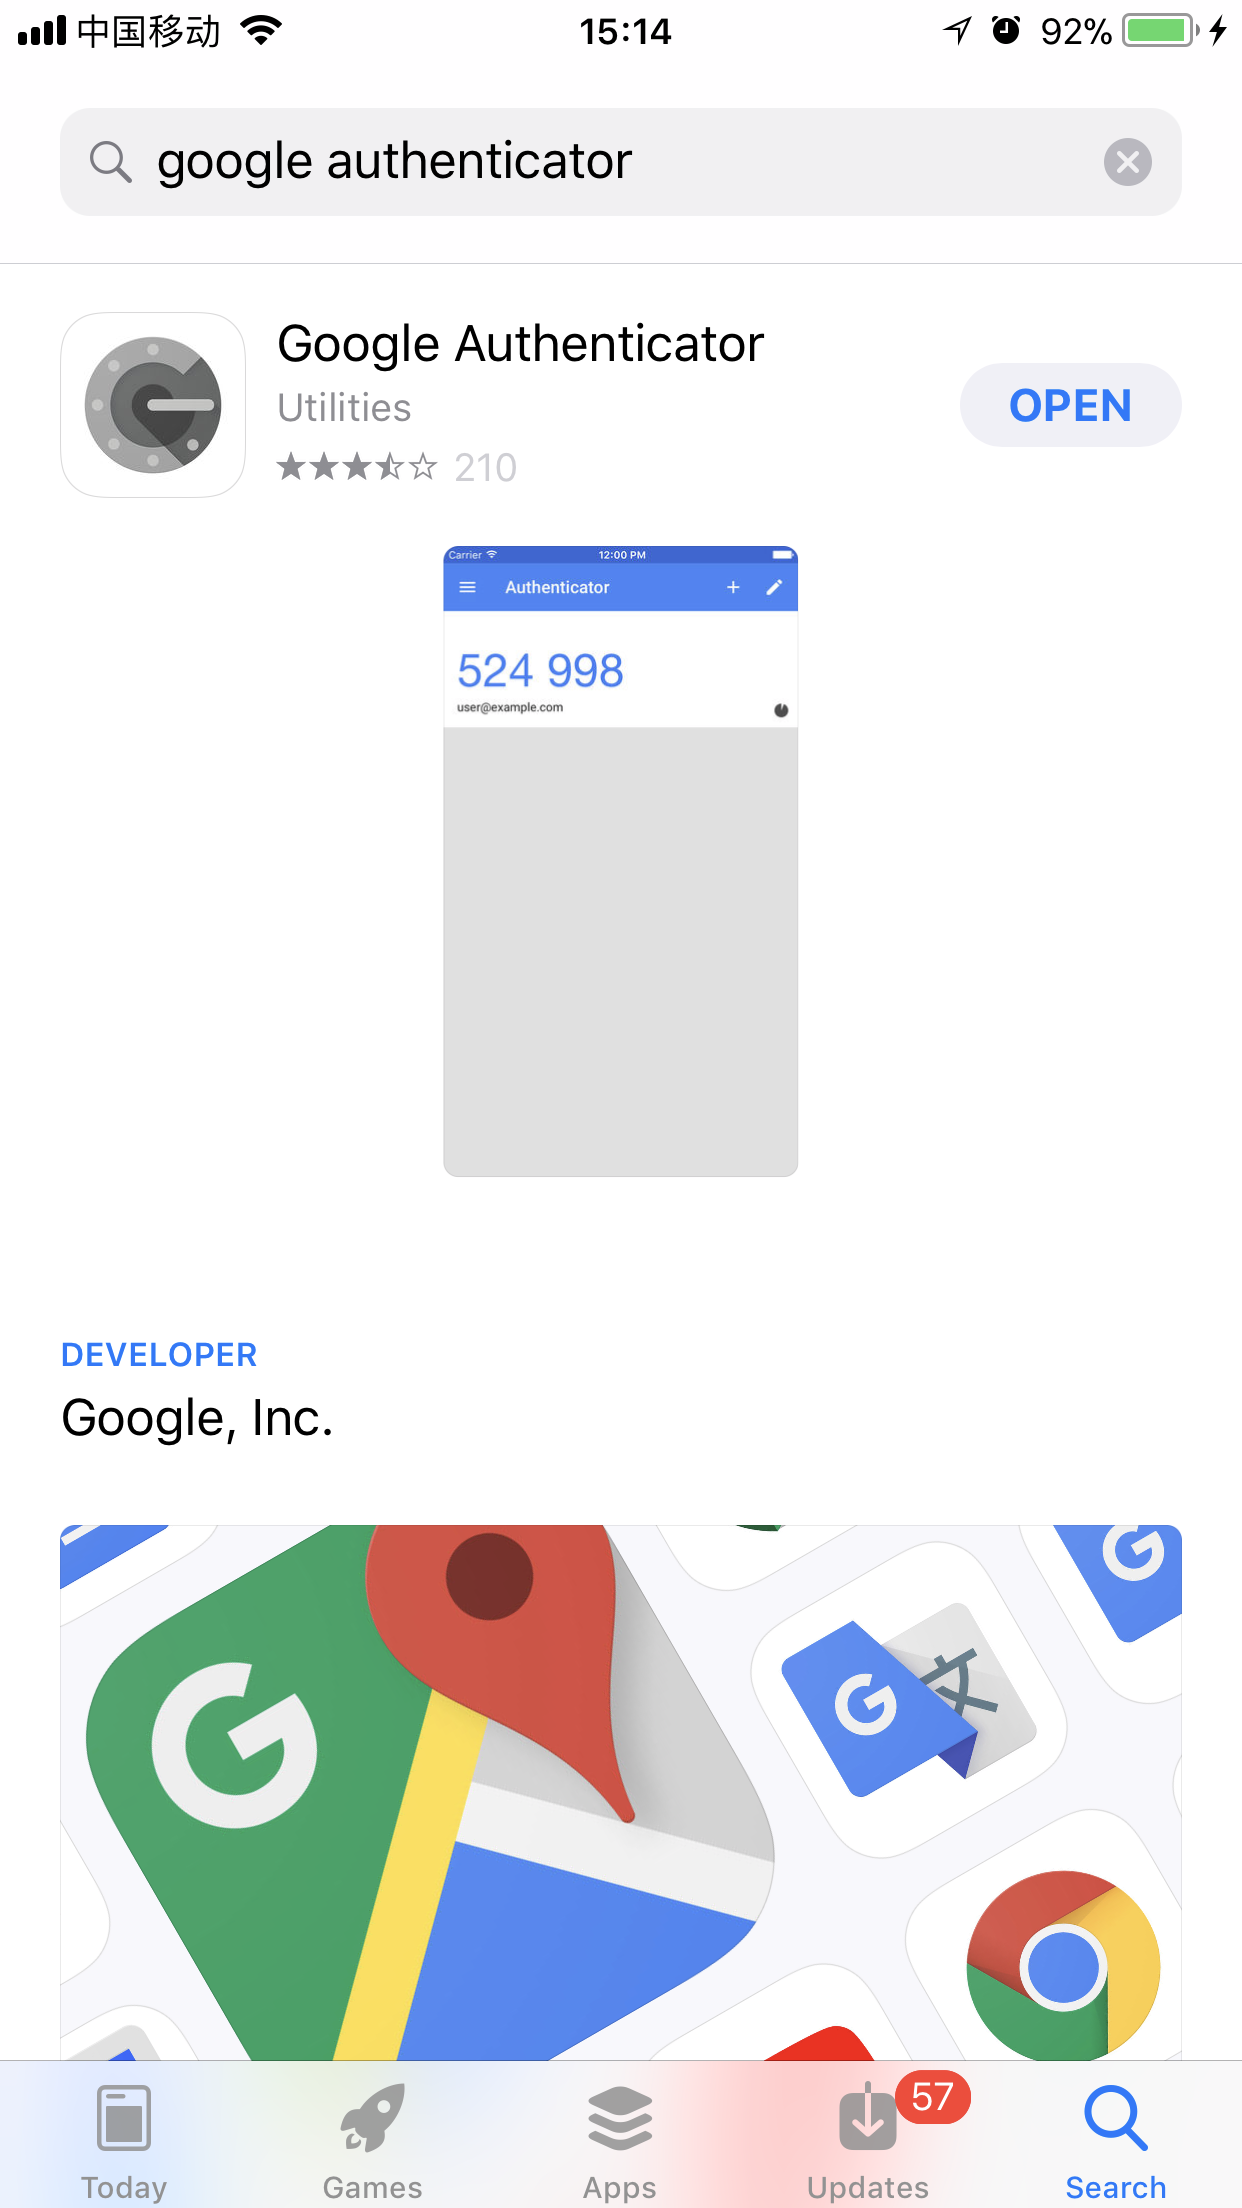 中国移动 15:14 92%
google authenticator
Google Authenticator
Utilities
210
OPEN
Carrier 12:00 PM
Authenticator
524 998
user@example.com
DEVELOPER
Google, Inc.
G
G
G 文
57
Today Games Apps Updates Search